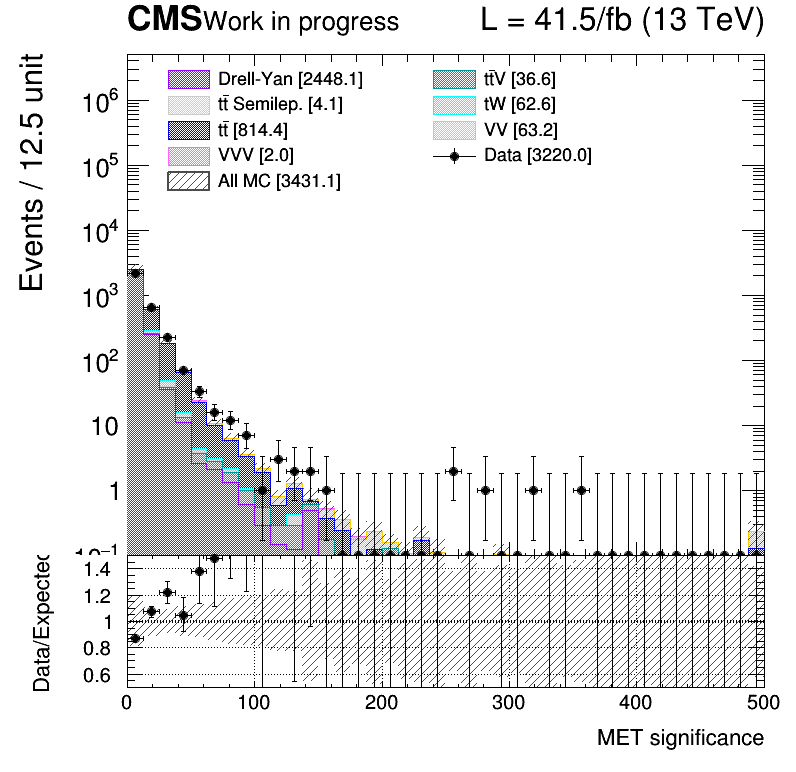 CMS Work in progress L = 41.5/fb (13 TeV)
Events / 12.5 unit
Drell-Yan [2448.1]
tt̄ Semilep. [4.1]
tt̄ [814.4]
VVV [2.0]
All MC [3431.1]
tt̄V [36.6]
tW [62.6]
VV [63.2]
Data [3220.0]
10⁶
10⁵
10⁴
10³
10²
10
1
10⁻¹
Data/Expected
1.4
1.2
1
0.8
0.6
0 100 200 300 400 500
MET significance